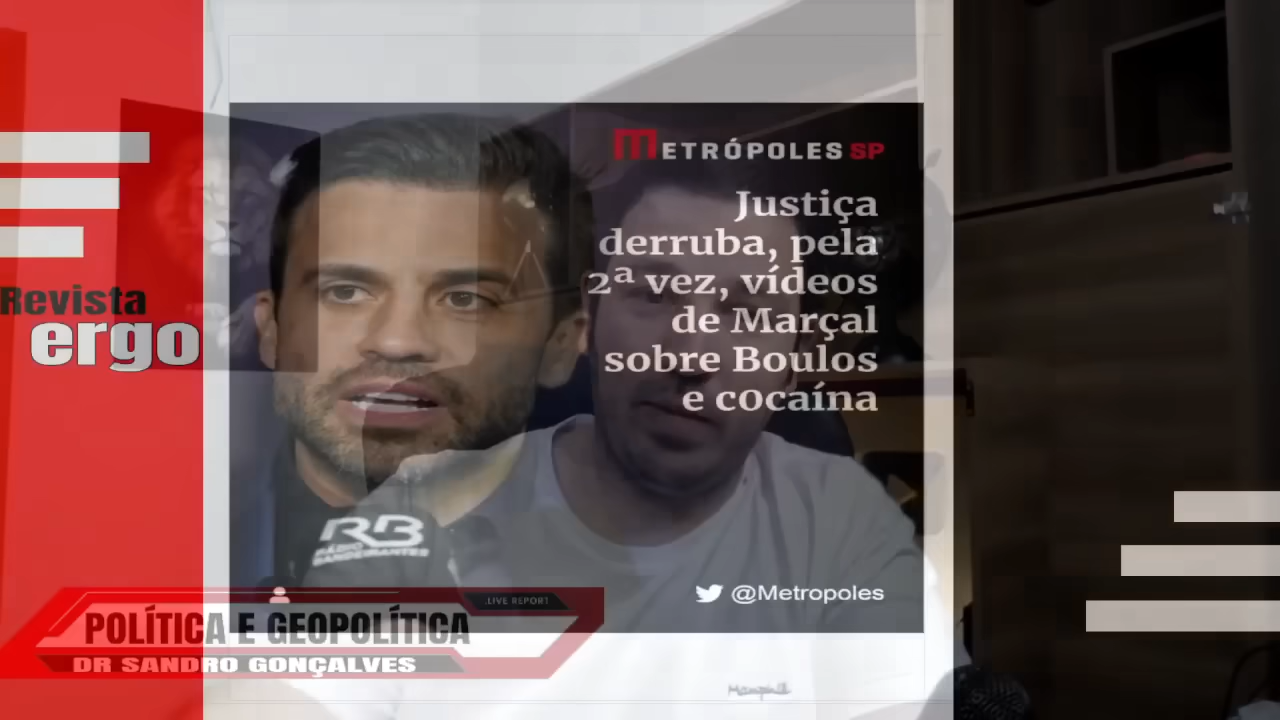 METRÓPOLES SP
Justiça
derruba, pela
2ª vez, vídeos
de Marçal
sobre Boulos
e cocaína
Revista
ergo
RB
RÁDIO
BANDEIRANTES
@Metropoles
.LIVE REPORT
POLÍTICA E GEOPOLÍTICA
DR SANDRO GONÇALVES